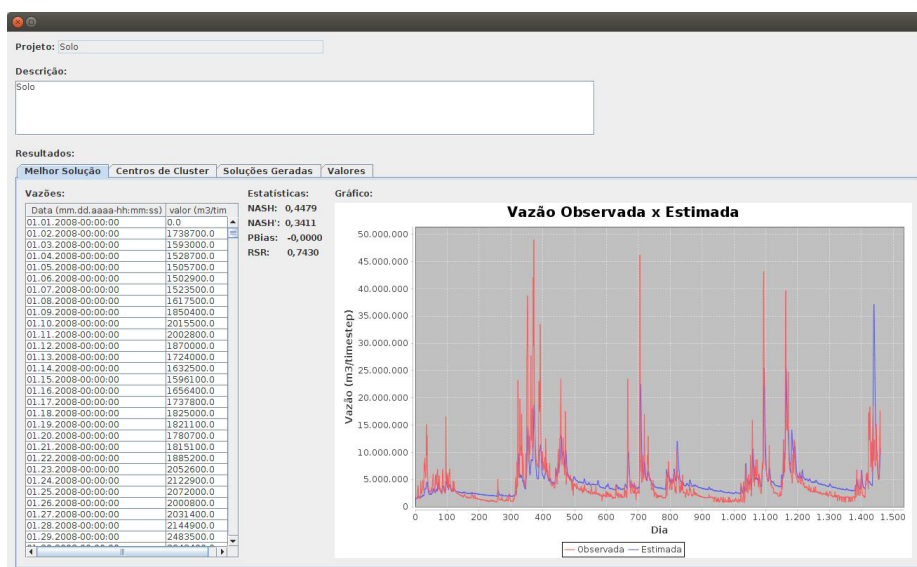 Projeto: Solo
Descrição:
Solo
Resultados:
Melhor Solução Centros de Cluster Soluções Geradas Valores
Vazões:
Data (mm.dd.aaaa-hh:mm:ss) valor (m3/tim
01.01.2008-00:00:00 0.0
01.02.2008-00:00:00 1738700.0
01.03.2008-00:00:00 1593000.0
01.04.2008-00:00:00 1528700.0
01.05.2008-00:00:00 1505700.0
01.06.2008-00:00:00 1502900.0
01.07.2008-00:00:00 1523500.0
01.08.2008-00:00:00 1617500.0
01.09.2008-00:00:00 1850400.0
01.10.2008-00:00:00 2015500.0
01.11.2008-00:00:00 2002800.0
01.12.2008-00:00:00 1870000.0
01.13.2008-00:00:00 1724000.0
01.14.2008-00:00:00 1632500.0
01.15.2008-00:00:00 1596100.0
01.16.2008-00:00:00 1656400.0
01.17.2008-00:00:00 1737800.0
01.18.2008-00:00:00 1825000.0
01.19.2008-00:00:00 1821100.0
01.20.2008-00:00:00 1780700.0
01.21.2008-00:00:00 1815100.0
01.22.2008-00:00:00 1885200.0
01.23.2008-00:00:00 2052600.0
01.24.2008-00:00:00 2122900.0
01.25.2008-00:00:00 2072000.0
01.26.2008-00:00:00 2000800.0
01.27.2008-00:00:00 2031400.0
01.28.2008-00:00:00 2144900.0
01.29.2008-00:00:00 2483500.0
Estatísticas:
NASH: 0,4479
NASH': 0,3411
PBias: -0,0000
RSR: 0,7430
Gráfico:
Vazão Observada x Estimada
Vazão (m3/timestep)
50.000.000
45.000.000
40.000.000
35.000.000
30.000.000
25.000.000
20.000.000
15.000.000
10.000.000
5.000.000
0
0 100 200 300 400 500 600 700 800 900 1.000 1.100 1.200 1.300 1.400 1.500
Dia
Observada Estimada